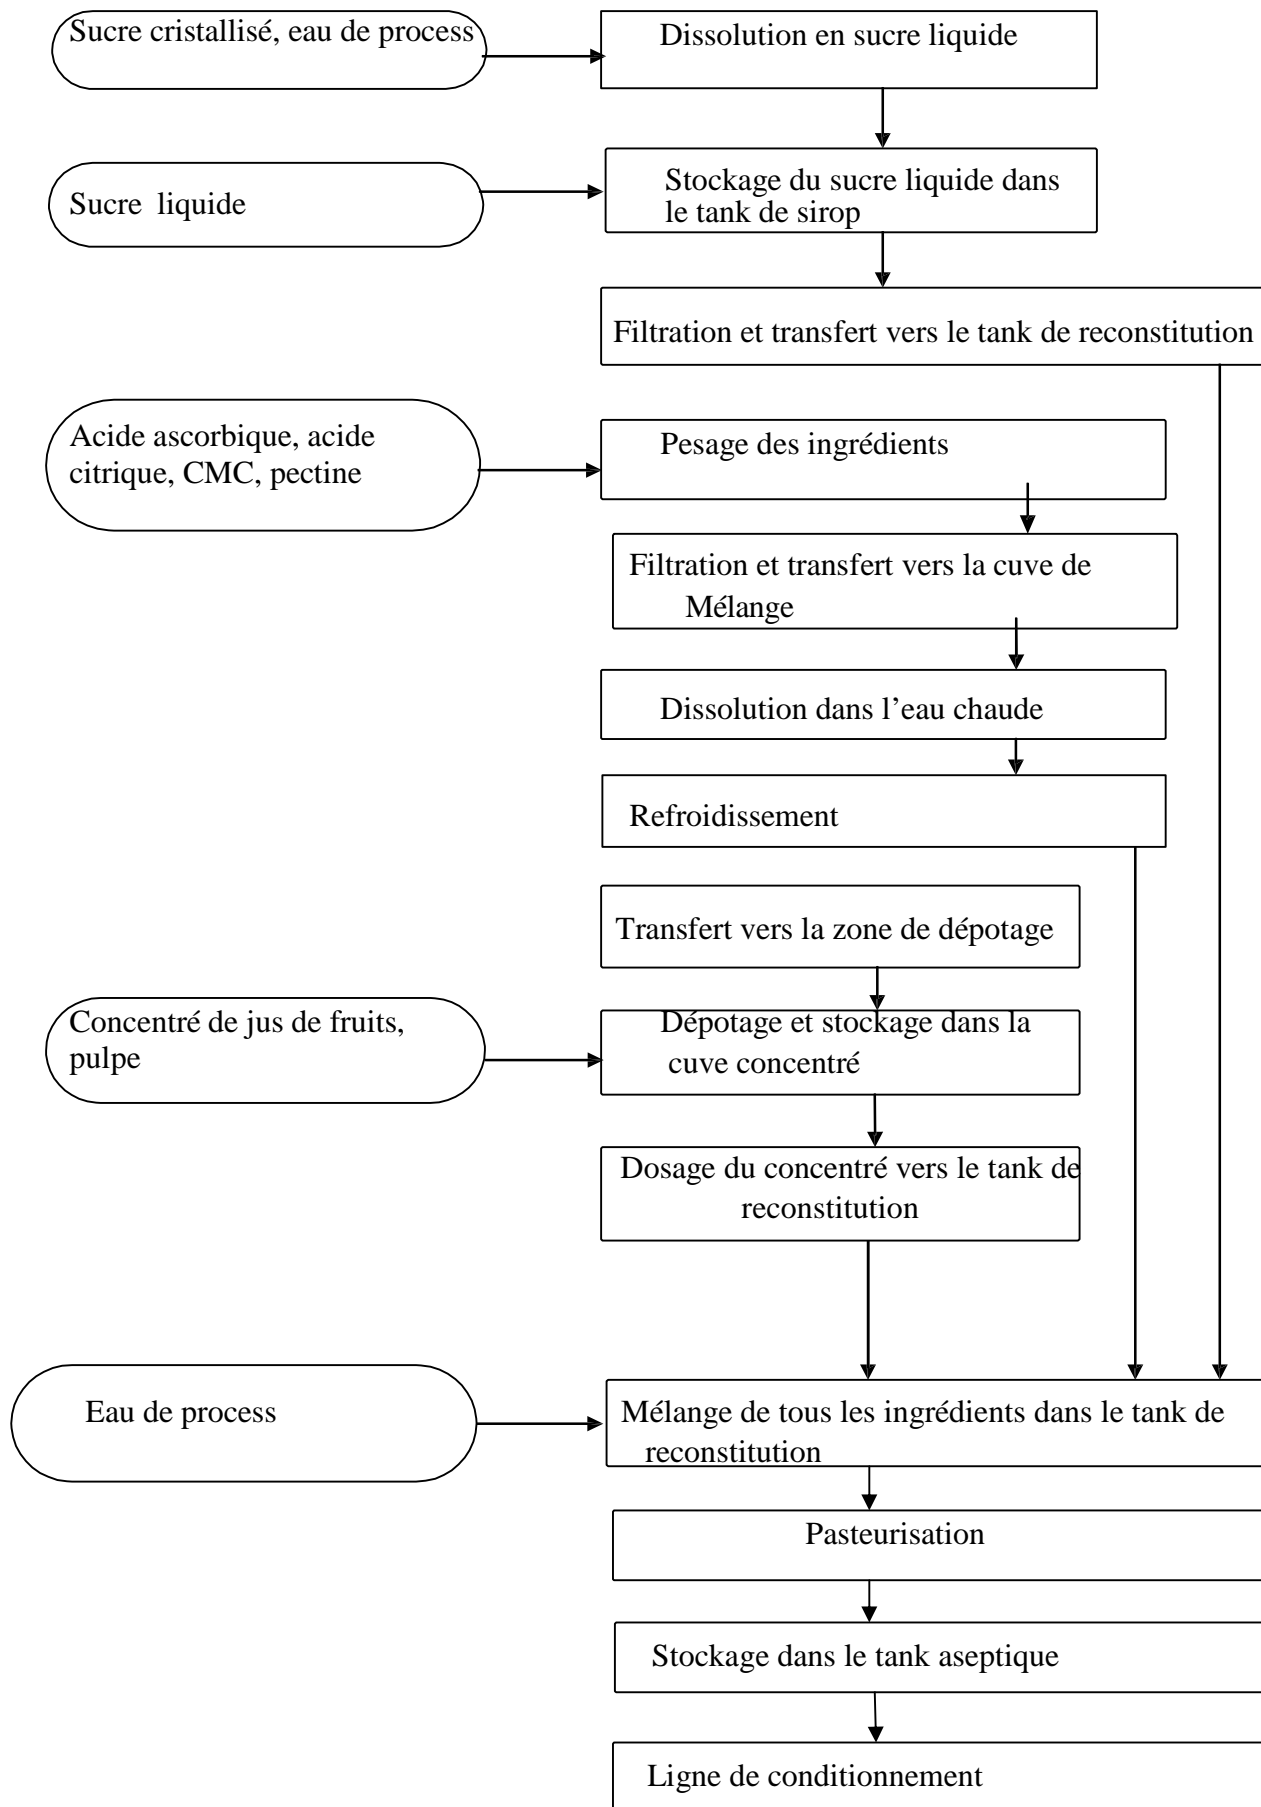 Sucre cristallisé, eau de process
Dissolution en sucre liquide
Sucre liquide
Stockage du sucre liquide dans
le tank de sirop
Filtration et transfert vers le tank de reconstitution
Acide ascorbique, acide
citrique, CMC, pectine
Pesage des ingrédients
Filtration et transfert vers la cuve de
Mélange
Dissolution dans l’eau chaude
Refroidissement
Transfert vers la zone de dépotage
Concentré de jus de fruits,
pulpe
Dépotage et stockage dans la
cuve concentré
Dosage du concentré vers le tank de
reconstitution
Eau de process
Mélange de tous les ingrédients dans le tank de
reconstitution
Pasteurisation
Stockage dans le tank aseptique
Ligne de conditionnement